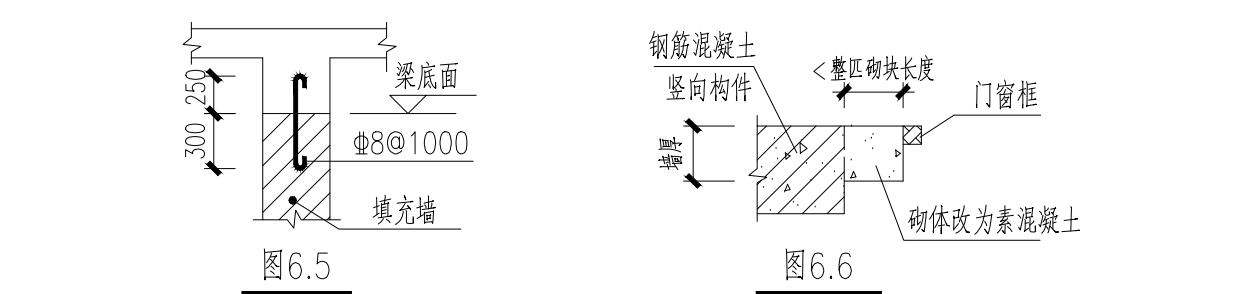 250
300
梁底面
Φ8@1000
填充墙
图6.5
钢筋混凝土
竖向构件
<整匹砌块长度
门窗框
墙厚
砌体改为素混凝土
图6.6